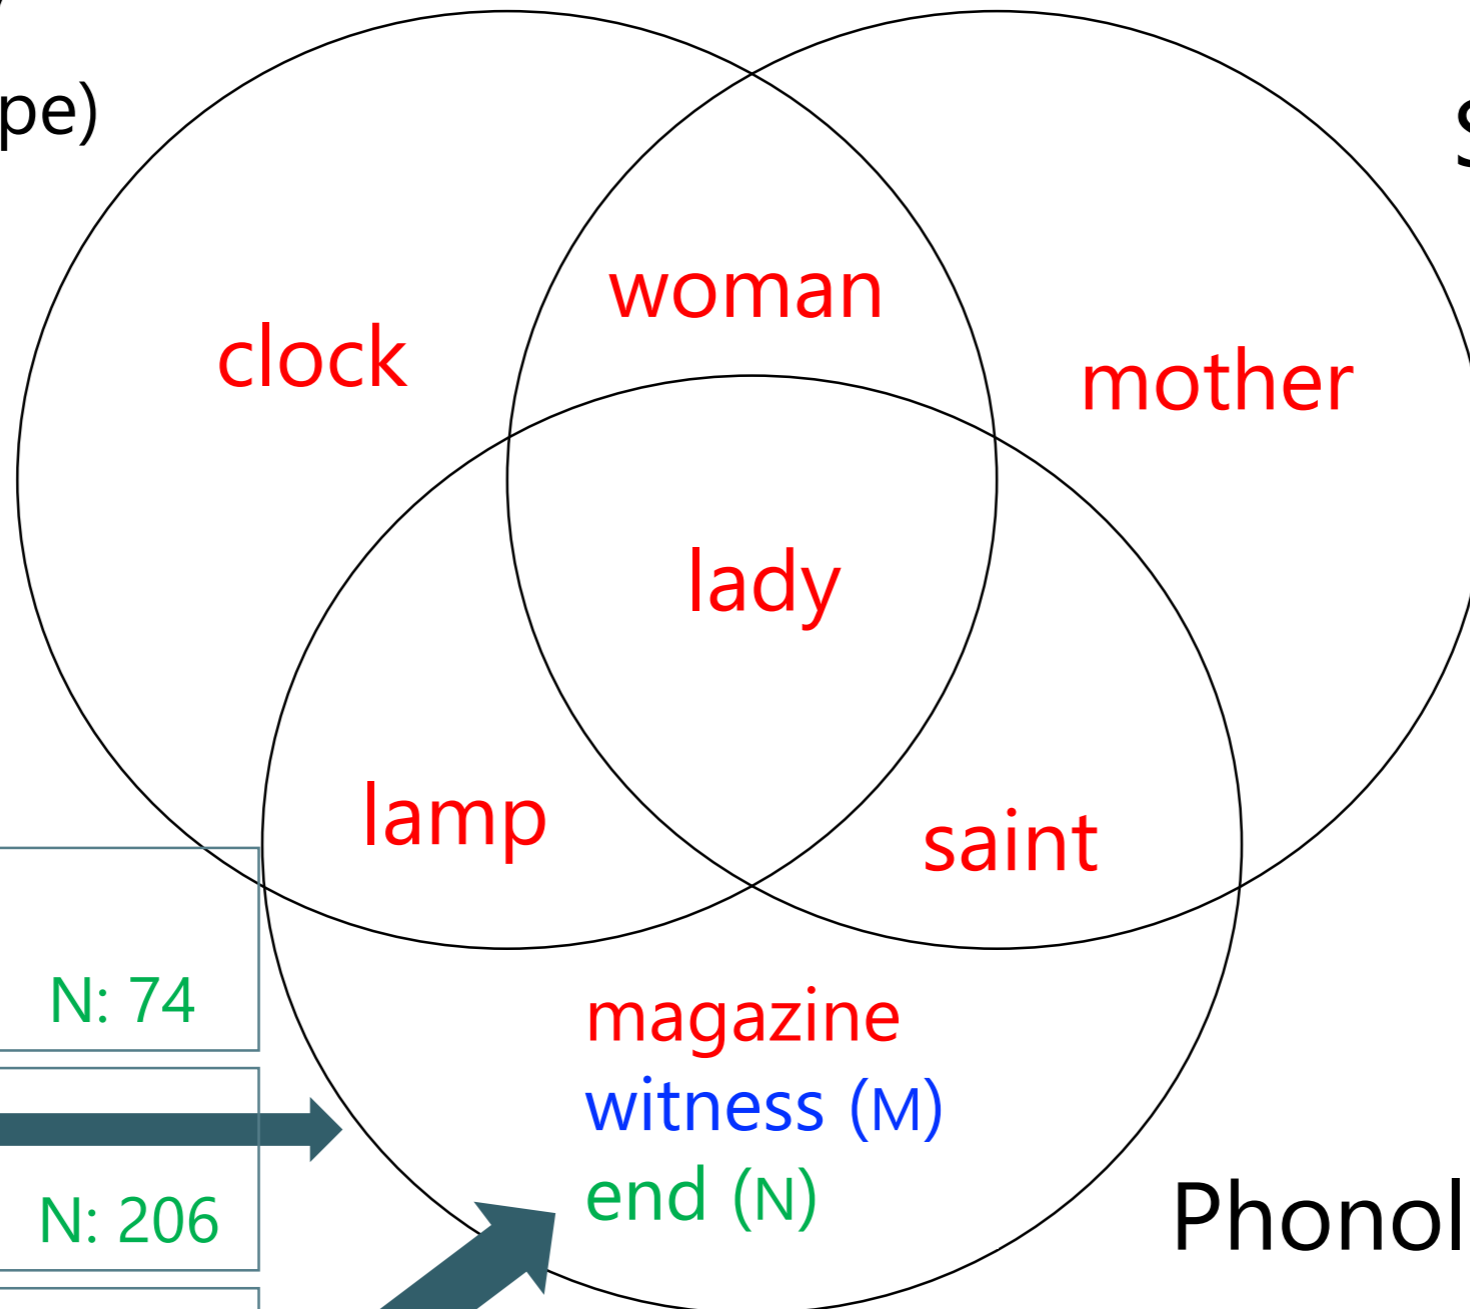 pe)
S
woman
clock
mother
lady
lamp
saint
N: 74
magazine
witness (M)
end (N)
N: 206
Phonol